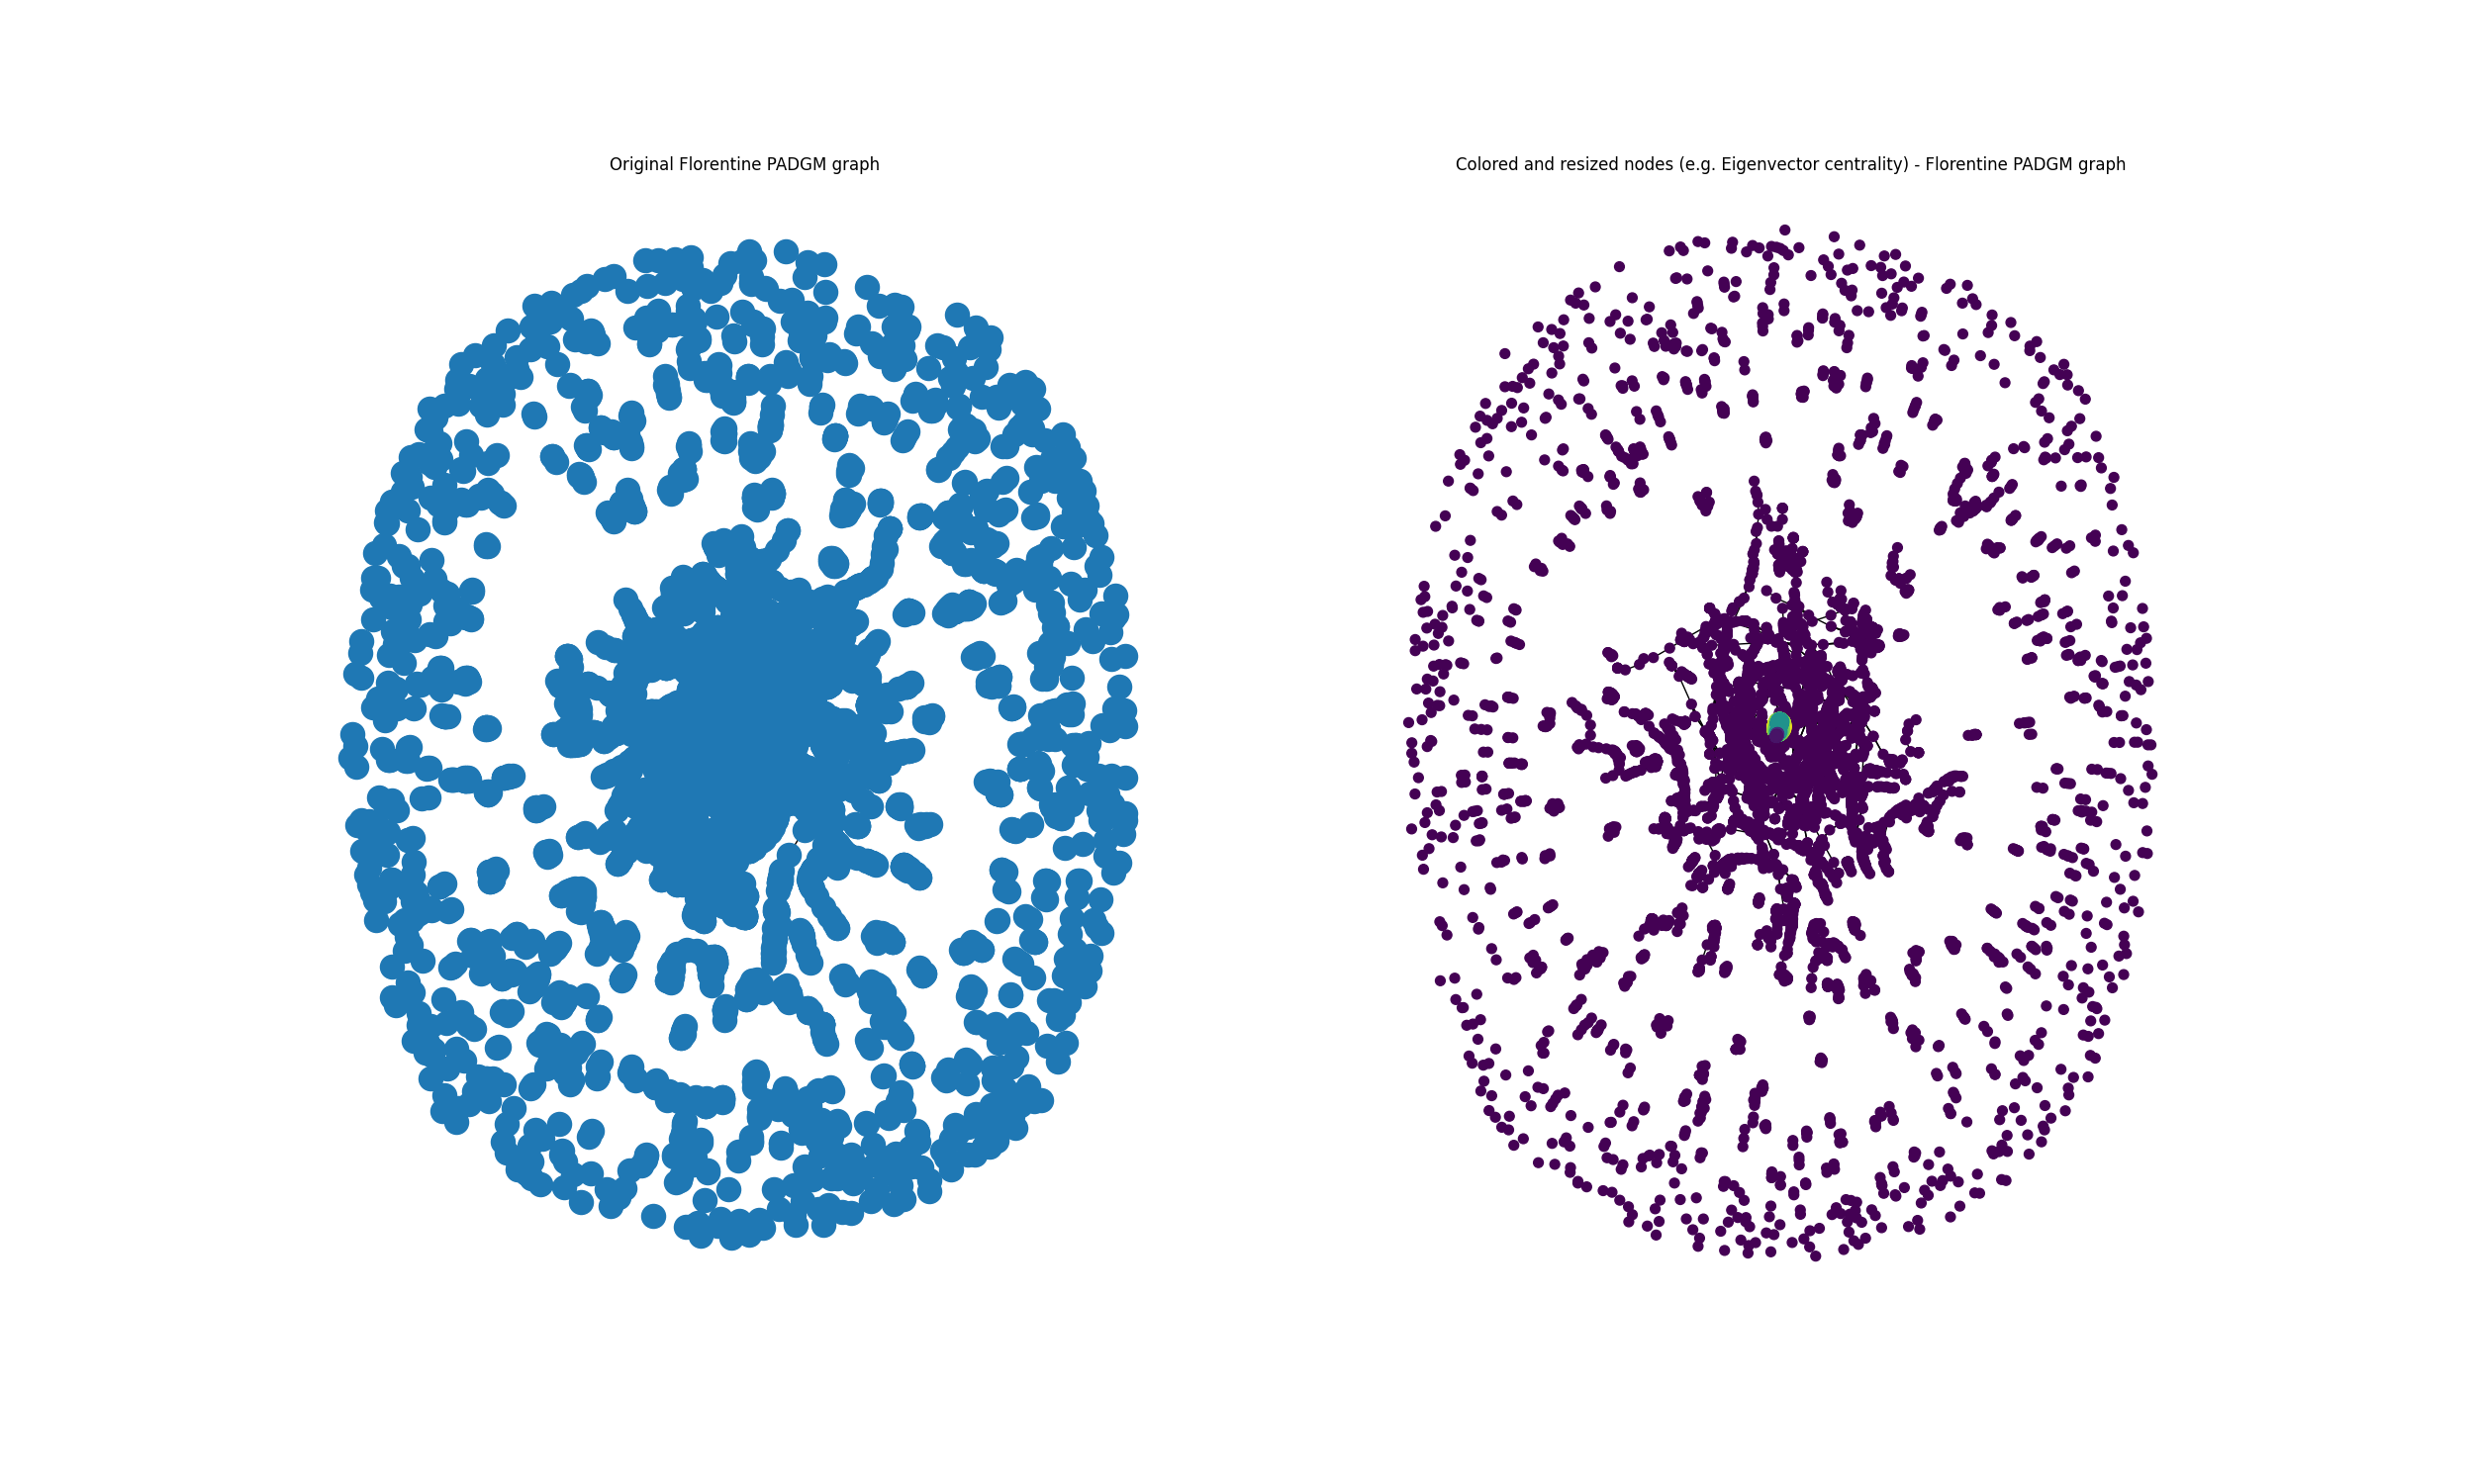 Original Florentine PADGM graph
Colored and resized nodes (e.g. Eigenvector centrality) - Florentine PADGM graph